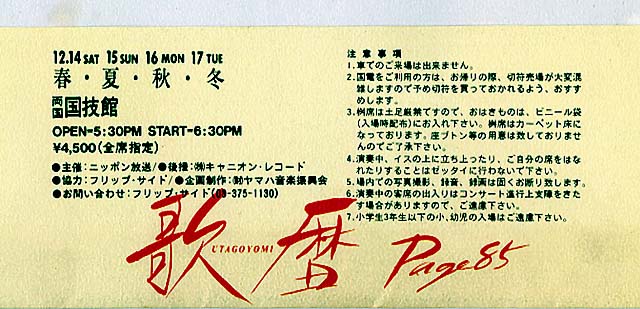 12.14 SAT 15 SUN 16 MON 17 TUE
春・夏・秋・冬
両国国技館
OPEN-5:30PM START-6:30PM
¥4,500(全席指定)
●主催:ニッポン放送/●後援:㈱キャニオン・レコード
●協力:フリップ・サイド/●企画制作:㈶ヤマハ音楽振興会
●お問い合わせ:フリップ・サイド(03-375-1130)
注意事項
1.車でのご来場は出来ません。
2.国電をご利用の方は、お帰りの際、切符売場が大変混
雑しますので予め切符を買っておかれるよう、おすす
めします。
3.桝席は土足厳禁ですので、おはきものは、ビニール袋
(入場時配布)にお入れ下さい。桝席はカーペット床に
なっております。座ブトン等の用意は致しておりませ
んのでご了承下さい。
4.演奏中、イスの上に立ち上ったり、ご自分の席をはな
れたりすることはゼッタイに行わないで下さい。
5.場内での写真撮影、録音、録画は固くお断り致します。
6.演奏中の客席の出入りはコンサート進行上支障をきた
す場合がありますので、ご遠慮下さい。
7.小学生3年生以下の小、幼児の入場はご遠慮下さい。
歌暦 Page85
UTAGOYOMI